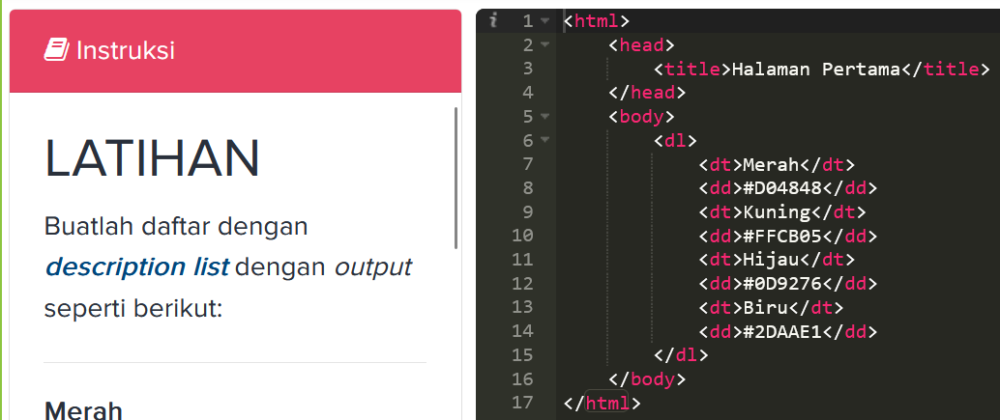 Instruksi
LATIHAN
Buatlah daftar dengan
description list dengan output
seperti berikut:
Merah
i 1 <html>
2 <head>
3 <title>Halaman Pertama</title>
4 </head>
5 <body>
6 <dl>
7 <dt>Merah</dt>
8 <dd>#D04848</dd>
9 <dt>Kuning</dt>
10 <dd>#FFCB05</dd>
11 <dt>Hijau</dt>
12 <dd>#0D9276</dd>
13 <dt>Biru</dt>
14 <dd>#2DAAE1</dd>
15 </dl>
16 </body>
17 </html>